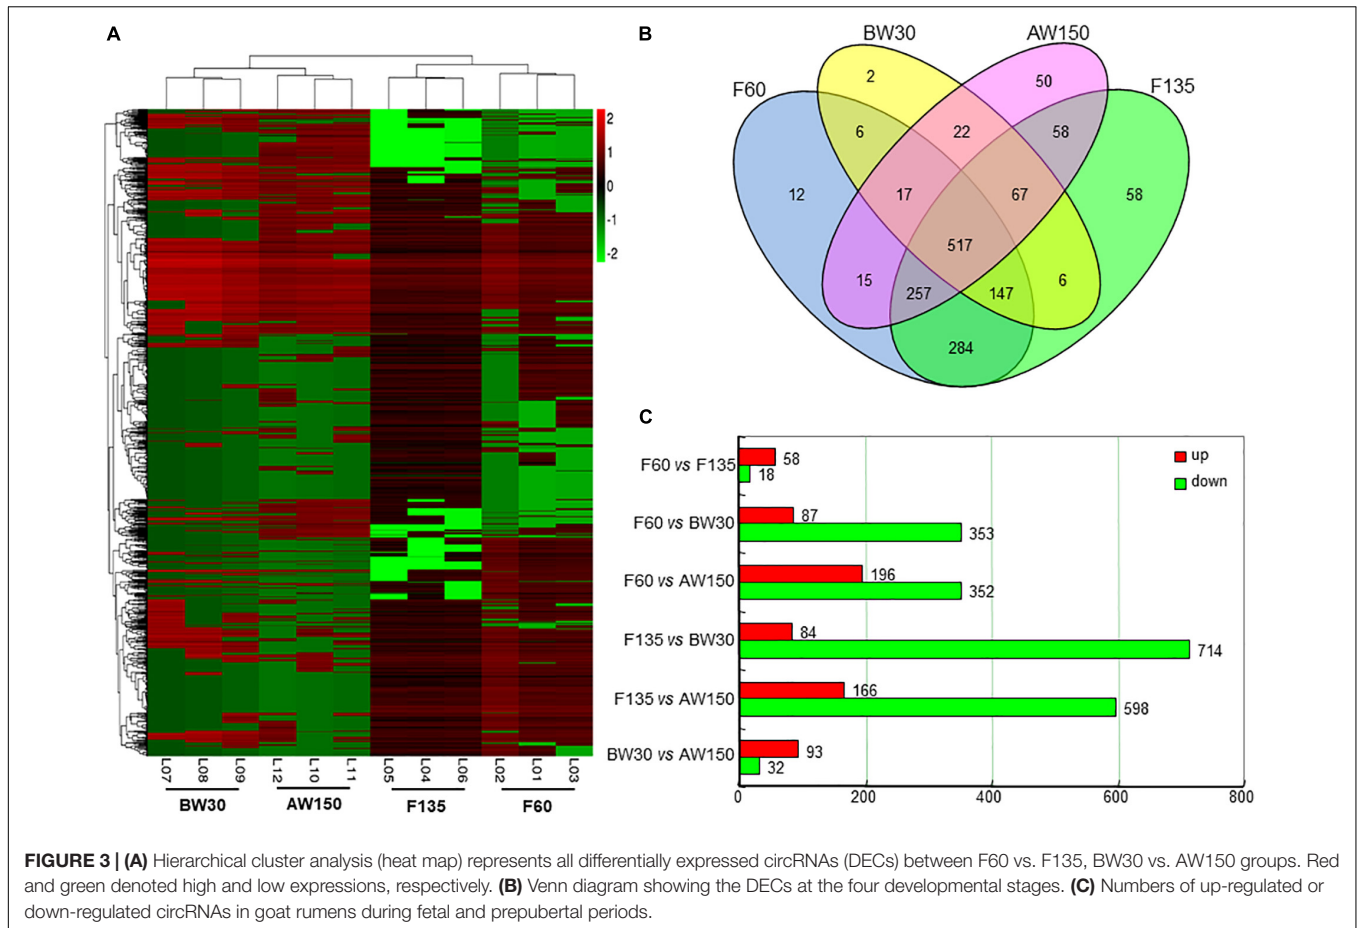 A
2
1
0
-1
-2
L07
L08
L09
L12
L10
L11
L05
L04
L06
L02
L01
L03
BW30
AW150
F135
F60
B
F60
BW30
AW150
F135
2
50
6
22
58
12
17
67
58
517
15
257
147
6
284
C
up
down
F60 vs F135
58
18
F60 vs BW30
87
353
F60 vs AW150
196
352
F135 vs BW30
84
714
F135 vs AW150
166
598
BW30 vs AW150
93
32
0
200
400
600
800
FIGURE 3 | (A) Hierarchical cluster analysis (heat map) represents all differentially expressed circRNAs (DECs) between F60 vs. F135, BW30 vs. AW150 groups. Red
and green denoted high and low expressions, respectively. (B) Venn diagram showing the DECs at the four developmental stages. (C) Numbers of up-regulated or
down-regulated circRNAs in goat rumens during fetal and prepubertal periods.